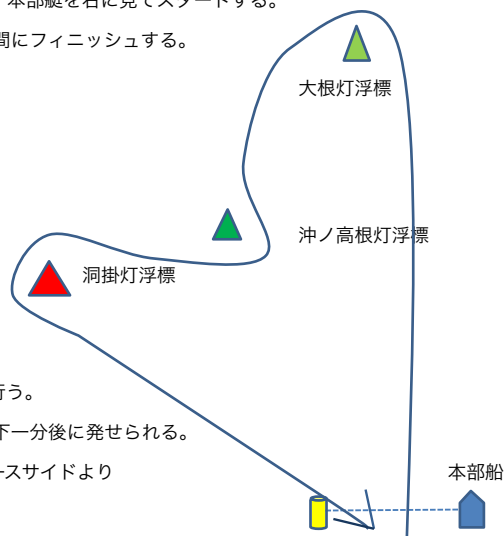 本部艇を右に見てスタートする。
間にフィニッシュする。
大根灯浮標
沖ノ高根灯浮標
洞掛灯浮標
行う。
下一分後に発せられる。
ースサイドより
本部船